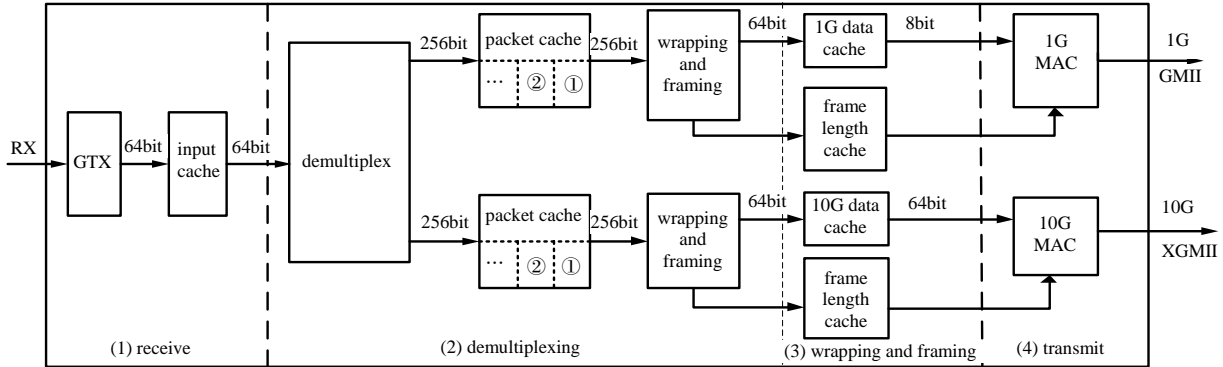 RX
GTX
64bit
input
cache
64bit
demultiplex
256bit
packet cache
... ② ①
256bit
wrapping
and
framing
64bit
1G data
cache
8bit
frame
length
cache
1G
MAC
1G
GMII
256bit
packet cache
... ② ①
256bit
wrapping
and
framing
64bit
10G data
cache
64bit
frame
length
cache
10G
MAC
10G
XGMII
(1) receive
(2) demultiplexing
(3) wrapping and framing
(4) transmit